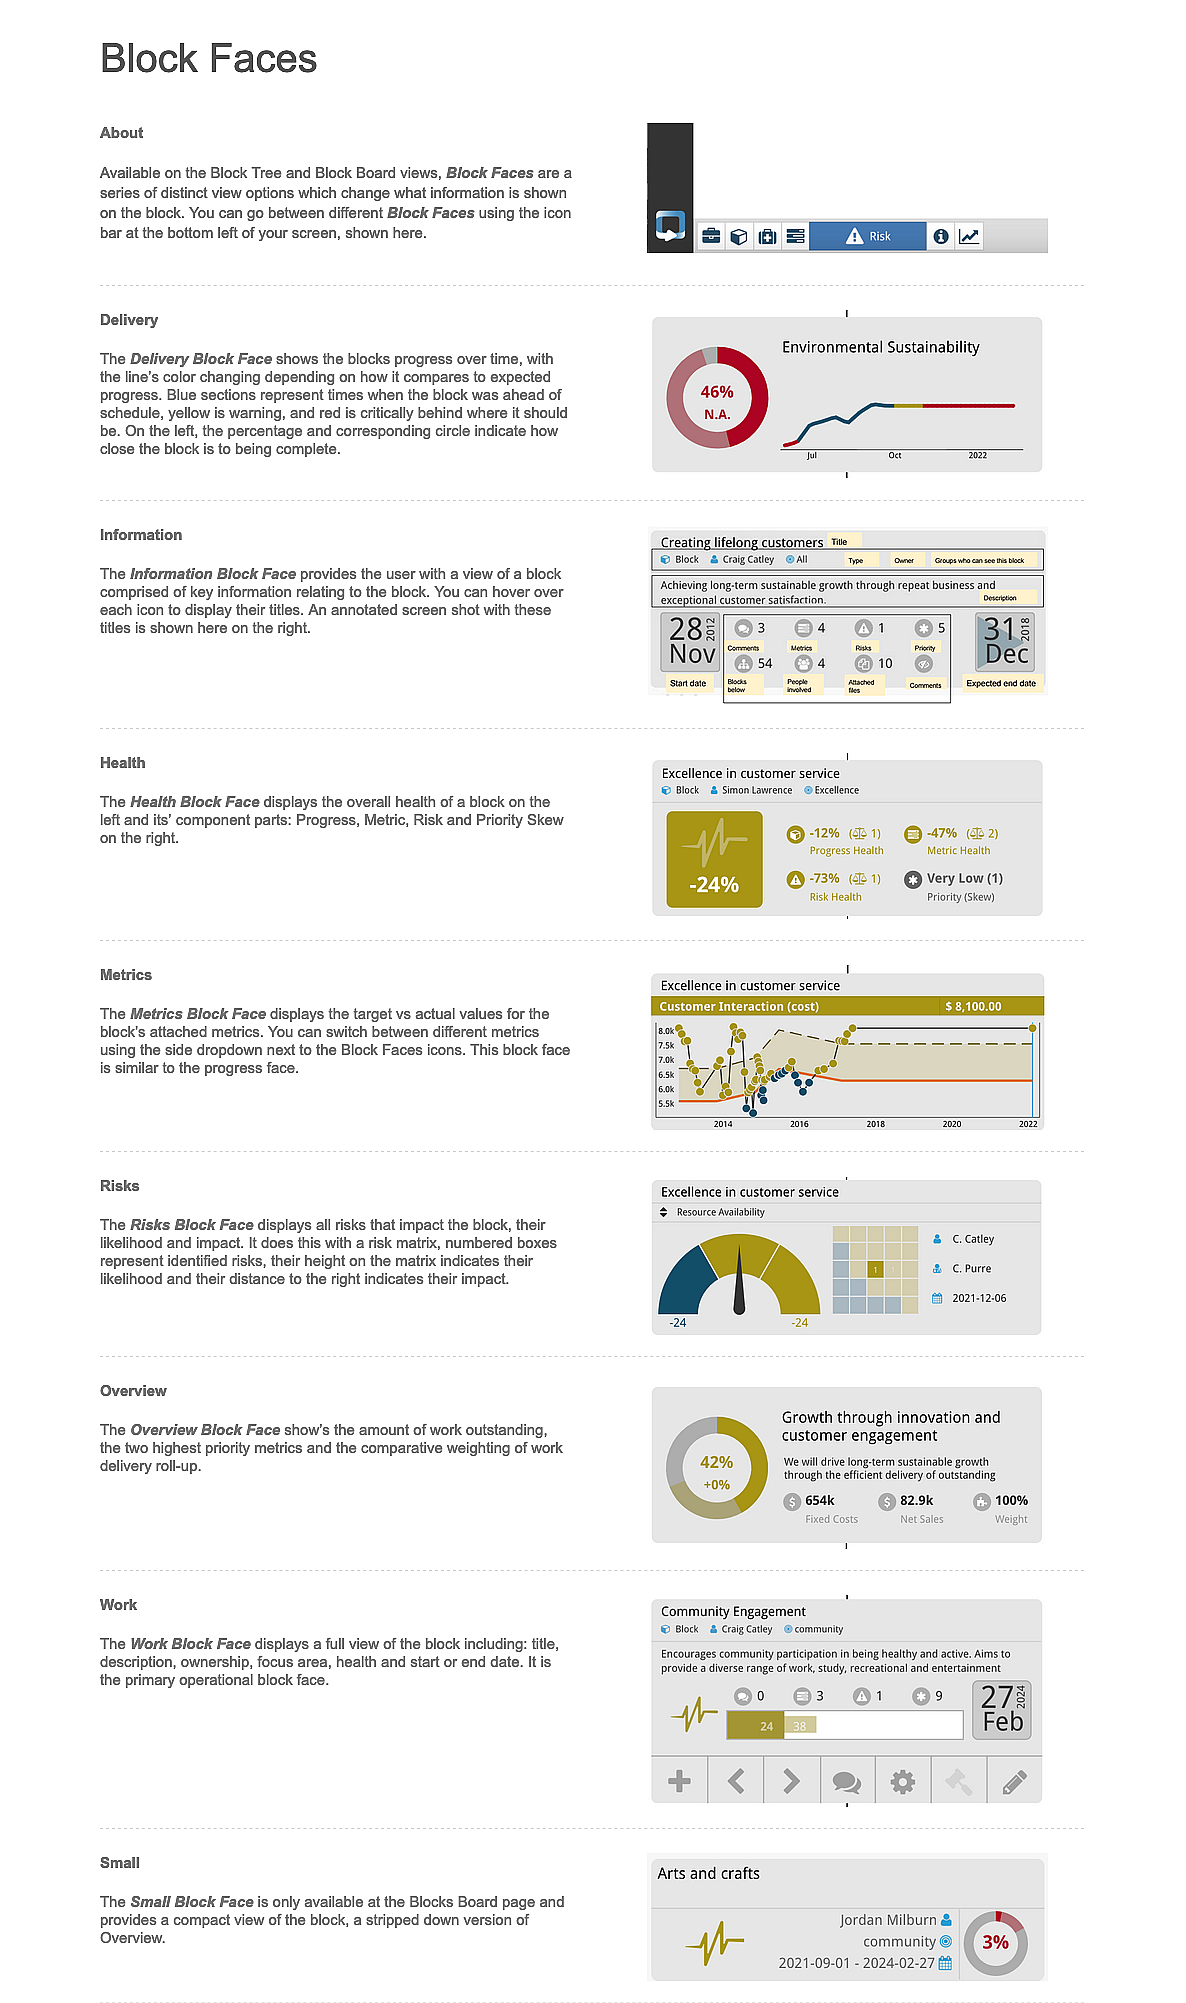 Block Faces
About
Available on the Block Tree and Block Board views, Block Faces are a
series of distinct view options which change what information is shown
on the block. You can go between different Block Faces using the icon
bar at the bottom left of your screen, shown here.
Risk
Delivery
The Delivery Block Face shows the blocks progress over time, with
the line's color changing depending on how it compares to expected
progress. Blue sections represent times when the block was ahead of
schedule, yellow is warning, and red is critically behind where it should
be. On the left, the percentage and corresponding circle indicate how
close the block is to being complete.
Environmental Sustainability
46%
N.A.
Jul Oct 2022
Information
The Information Block Face provides the user with a view of a block
comprised of key information relating to the block. You can hover over
each icon to display their titles. An annotated screen shot with these
titles is shown here on the right.
Creating lifelong customers Title
Block Craig Catley All Type Owner Groups who can see this block
Achieving long-term sustainable growth through repeat business and
exceptional customer satisfaction. Description
28 Nov 2012
3 4 1 5
Comments Metrics Risks Priority
54 4 10
Blocks below People involved Attached files Comments
31 Dec 2018
Start date Expected end date
Health
The Health Block Face displays the overall health of a block on the
left and its' component parts: Progress, Metric, Risk and Priority Skew
on the right.
Excellence in customer service
Block Simon Lawrence Excellence
-24%
-12% ( 1) -47% ( 2)
Progress Health Metric Health
-73% ( 1) Very Low (1)
Risk Health Priority (Skew)
Metrics
The Metrics Block Face displays the target vs actual values for the
block's attached metrics. You can switch between different metrics
using the side dropdown next to the Block Faces icons. This block face
is similar to the progress face.
Excellence in customer service
Customer Interaction (cost) $ 8,100.00
8.0k
7.5k
7.0k
6.5k
6.0k
5.5k
2014 2016 2018 2020 2022
Risks
The Risks Block Face displays all risks that impact the block, their
likelihood and impact. It does this with a risk matrix, numbered boxes
represent identified risks, their height on the matrix indicates their
likelihood and their distance to the right indicates their impact.
Excellence in customer service
Resource Availability
-24 -24
1
C. Catley
C. Purre
2021-12-06
Overview
The Overview Block Face show's the amount of work outstanding,
the two highest priority metrics and the comparative weighting of work
delivery roll-up.
42%
+0%
Growth through innovation and
customer engagement
We will drive long-term sustainable growth
through the efficient delivery of outstanding
$ 654k $ 82.9k 100%
Fixed Costs Net Sales Weight
Work
The Work Block Face displays a full view of the block including: title,
description, ownership, focus area, health and start or end date. It is
the primary operational block face.
Community Engagement
Block Craig Catley community
Encourages community participation in being healthy and active. Aims to
provide a diverse range of work, study, recreational and entertainment
0 3 1 9
24 38
27 Feb 2024
Small
The Small Block Face is only available at the Blocks Board page and
provides a compact view of the block, a stripped down version of
Overview.
Arts and crafts
Jordan Milburn
community
2021-09-01 - 2024-02-27
3%